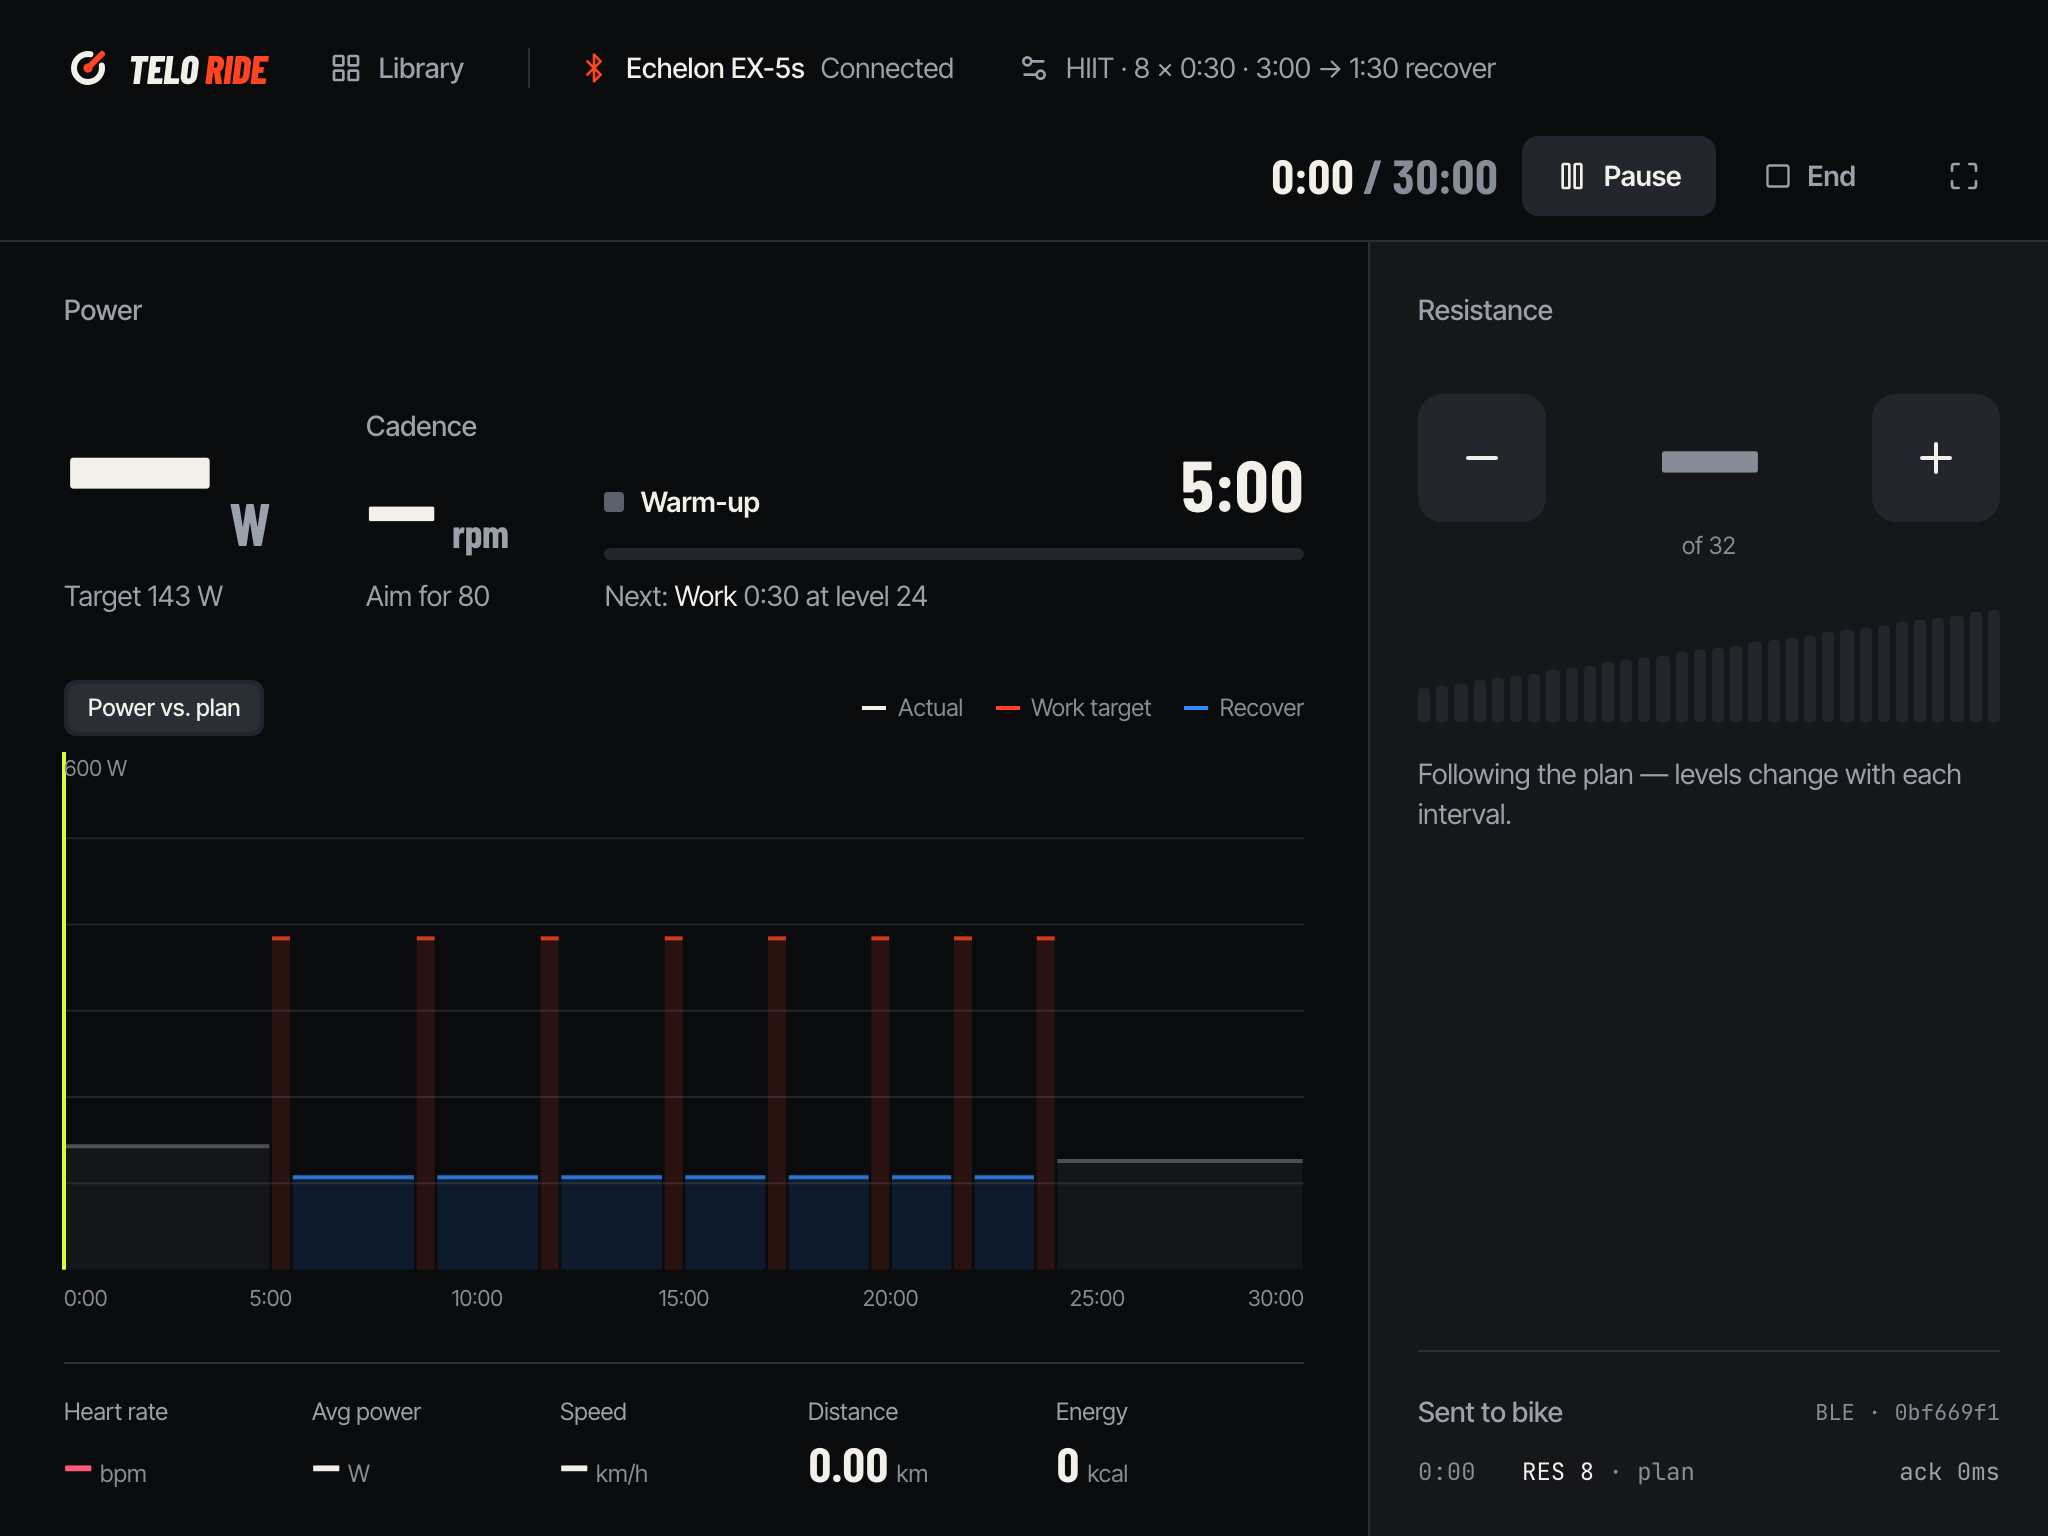 TELO RIDE
Library
Echelon EX-5s Connected
HIIT · 8 × 0:30 · 3:00 → 1:30 recover
0:00 / 30:00
Pause
End
Power
— W
Target 143 W
Cadence
— rpm
Aim for 80
Warm-up
5:00
Next: Work 0:30 at level 24
Power vs. plan
Actual
Work target
Recover
600 W
0:00 5:00 10:00 15:00 20:00 25:00 30:00
Heart rate
— bpm
Avg power
— W
Speed
— km/h
Distance
0.00 km
Energy
0 kcal
Resistance
— — +
of 32
Following the plan — levels change with each
interval.
Sent to bike
BLE · 0bf669f1
0:00 RES 8 · plan ack 0ms